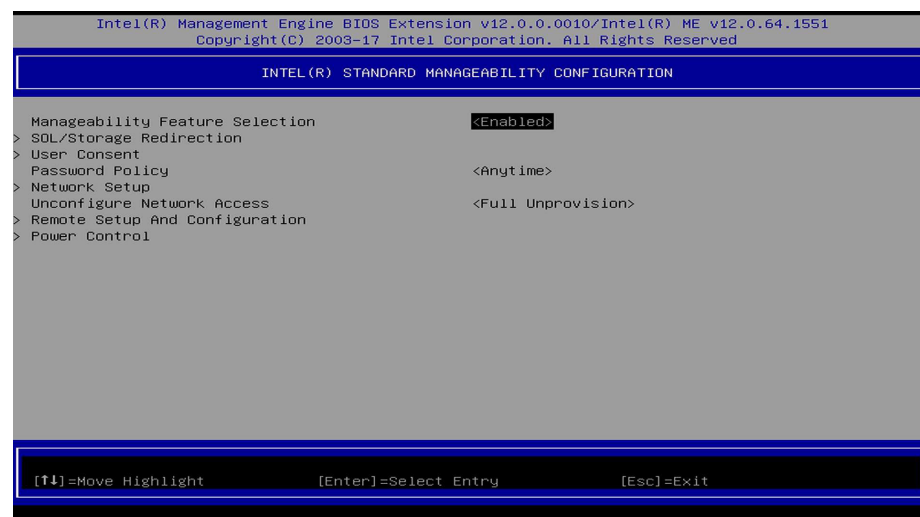 Intel(R) Management Engine BIOS Extension v12.0.0.0010/Intel(R) ME v12.0.64.1551
Copyright(C) 2003-17 Intel Corporation. All Rights Reserved
INTEL(R) STANDARD MANAGEABILITY CONFIGURATION
Manageability Feature Selection <Enabled>
> SOL/Storage Redirection
> User Consent
Password Policy <Anytime>
> Network Setup
Unconfigure Network Access <Full Unprovision>
> Remote Setup And Configuration
> Power Control
[↑↓]=Move Highlight [Enter]=Select Entry [Esc]=Exit